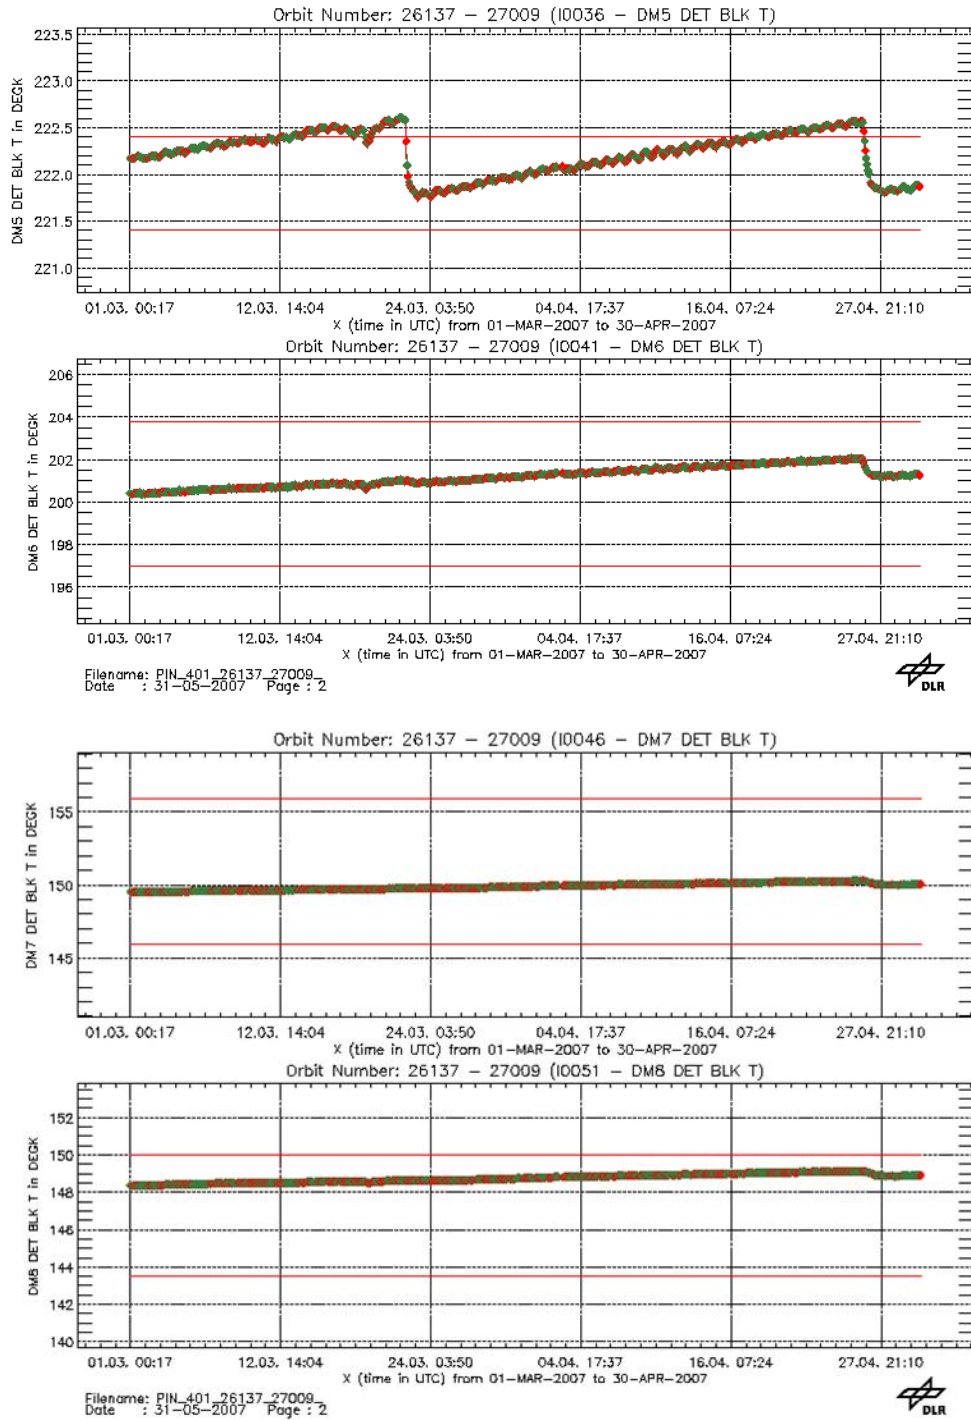 Orbit Number: 26137 – 27009 (I0036 – DM5 DET BLK T)
223.5
223.0
222.5
222.0
221.5
221.0
DM5 DET BLK T in DEGK
01.03. 00:17 12.03. 14:04 24.03. 03:50 04.04. 17:37 16.04. 07:24 27.04. 21:10
X (time in UTC) from 01–MAR–2007 to 30–APR–2007
Orbit Number: 26137 – 27009 (I0041 – DM6 DET BLK T)
206
204
202
200
198
196
DM6 DET BLK T in DEGK
01.03. 00:17 12.03. 14:04 24.03. 03:50 04.04. 17:37 16.04. 07:24 27.04. 21:10
X (time in UTC) from 01–MAR–2007 to 30–APR–2007
Filename: PIN_401_26137_27009_
Date : 31–05–2007 Page : 2
DLR
Orbit Number: 26137 – 27009 (I0046 – DM7 DET BLK T)
155
150
145
DM7 DET BLK T in DEGK
01.03. 00:17 12.03. 14:04 24.03. 03:50 04.04. 17:37 16.04. 07:24 27.04. 21:10
X (time in UTC) from 01–MAR–2007 to 30–APR–2007
Orbit Number: 26137 – 27009 (I0051 – DM8 DET BLK T)
152
150
148
146
144
142
140
DM8 DET BLK T in DEGK
01.03. 00:17 12.03. 14:04 24.03. 03:50 04.04. 17:37 16.04. 07:24 27.04. 21:10
X (time in UTC) from 01–MAR–2007 to 30–APR–2007
Filename: PIN_401_26137_27009_
Date : 31–05–2007 Page : 2
DLR